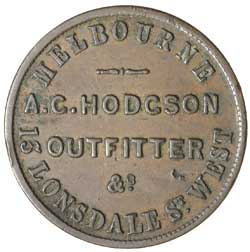 MELBOURNE
A.C. HODGSON
OUTFITTER
&c
15 LONSDALE ST. WEST